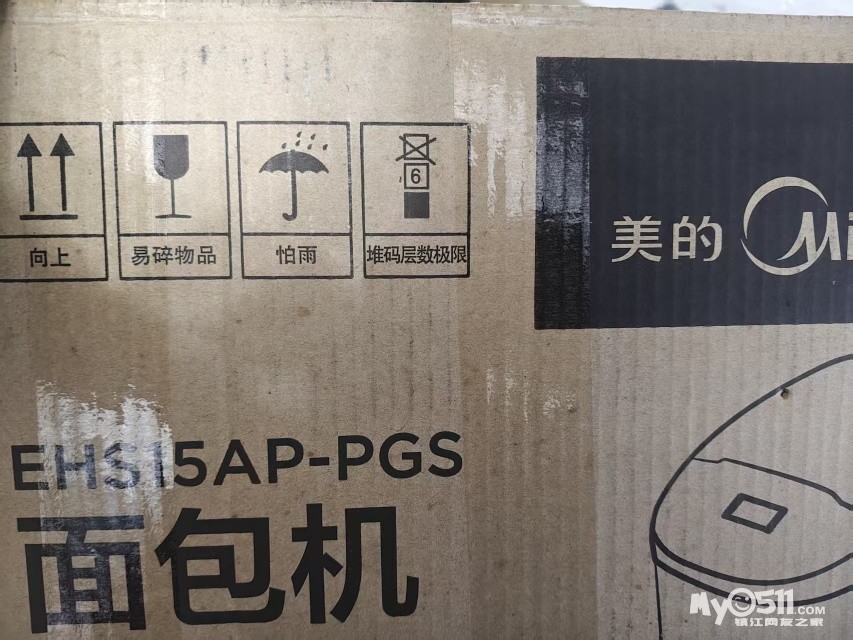 6
向上
易碎物品
怕雨
堆码层数极限
美的 Mi
EHS15AP-PGS
面包机
My0511.COM
镇江网友之家